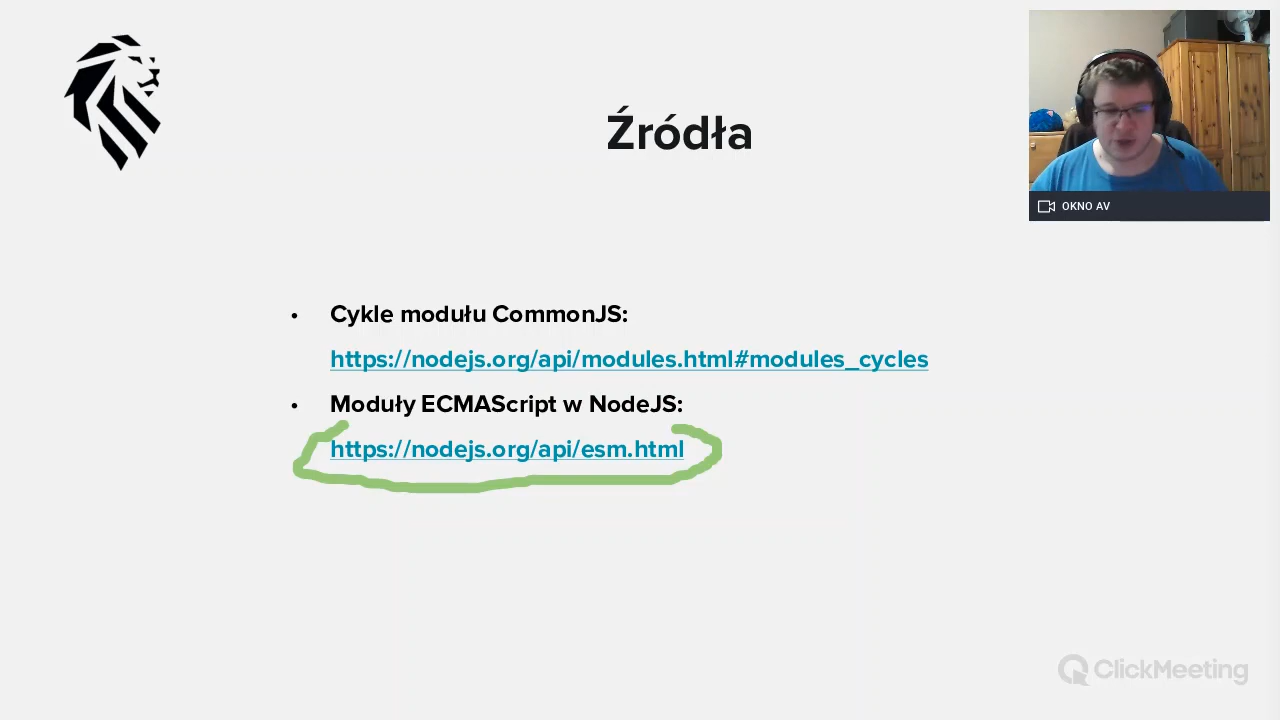 Źródła
OKNO AV
• Cykle modułu CommonJS:
https://nodejs.org/api/modules.html#modules_cycles
• Moduły ECMAScript w NodeJS:
https://nodejs.org/api/esm.html
ClickMeeting